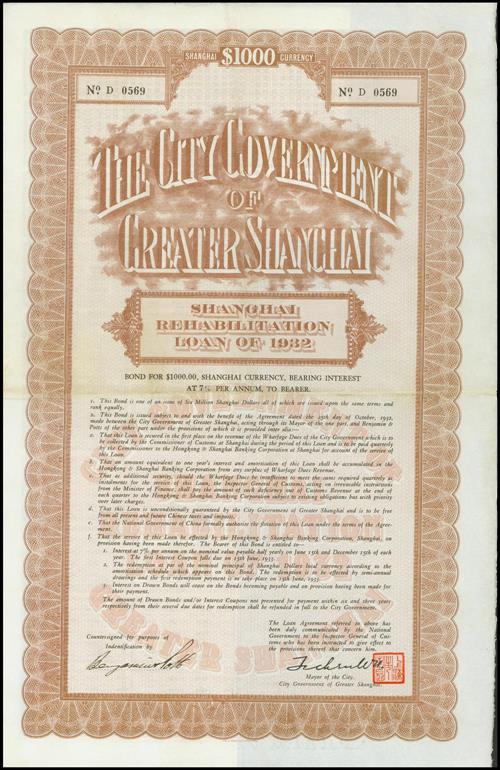 SHANGHAI $1000 CURRENCY
No D 0569
No D 0569
THE CITY GOVERNMENT
OF
GREATER SHANGHAI
SHANGHAI
REHABILITATION
LOAN OF 1932
BOND FOR $1000.00, SHANGHAI CURRENCY, BEARING INTEREST
AT 7% PER ANNUM, TO BEARER.
1. This Bond is one of an issue of Six Million Shanghai Dollars all of which are issued upon the same terms and
rank equally.
2. This Bond is issued subject to and with the benefit of the Agreement dated the 25th day of October, 1932,
made between the City Government of Greater Shanghai, acting through its Mayor of the one part, and Benjamin &
Potts of the other part under the provisions of which it is provided inter alia:—
a. That this Loan is secured in the first place on the revenue of the Wharfage Dues of the City Government which is to
be collected by the Commissioner of Customs at Shanghai during the period of this Loan and is to be paid quarterly
by the Commissioner to the Hongkong & Shanghai Banking Corporation at Shanghai for account of the service of
this Loan.
b. That an amount equivalent to one year's interest and amortisation of this Loan shall be accumulated in the
Hongkong & Shanghai Banking Corporation from any surplus of Wharfage Dues Revenue.
c. That as additional security, should the Wharfage Dues be insufficient to meet the sums required quarterly as
instalments for the service of this Loan, the Inspector General of Customs, acting on irrevocable instructions
from the Minister of Finance, shall pay the amount of such deficiency out of Customs Revenue at the end of
each quarter to the Hongkong & Shanghai Banking Corporation subject to existing obligations but with priority
over later charges.
d. That this Loan is unconditionally guaranteed by the City Government of Greater Shanghai and is to be free
from all present and future Chinese taxes and imposts.
e. That the National Government of China formally authorise the flotation of this Loan under the terms of the Agree-
ment.
f. That the service of this Loan be effected by the Hongkong & Shanghai Banking Corporation, Shanghai, on
provision having been made therefor. The Bearer of this Bond is entitled to—
1. Interest at 7% per annum on the nominal value payable half yearly on June 15th and December 15th of each
year. The first Interest Coupon falls due on 15th June, 1933.
2. The redemption at par of the nominal principal of Shanghai Dollars local currency according to the
amortisation schedule which appears on this Bond. The redemption is to be effected by semi-annual
drawings and the first redemption payment is to take place on 15th June, 1933.
Interest on Drawn Bonds will cease on the Bonds becoming payable and on provision having been made for
their payment.
The amount of Drawn Bonds and/or Interest Coupons not presented for payment within six and three years
respectively from their several due dates for redemption shall be refunded in full to the City Government.
The Loan Agreement referred to above has
been duly communicated by the National
Government to the Inspector General of Cus-
toms who has been instructed to give effect to
the provisions thereof that concern him.
Countersigned for purposes of
Indentification by
Benjamin & Potts
Mayor of the City.
City Government of Greater Shanghai